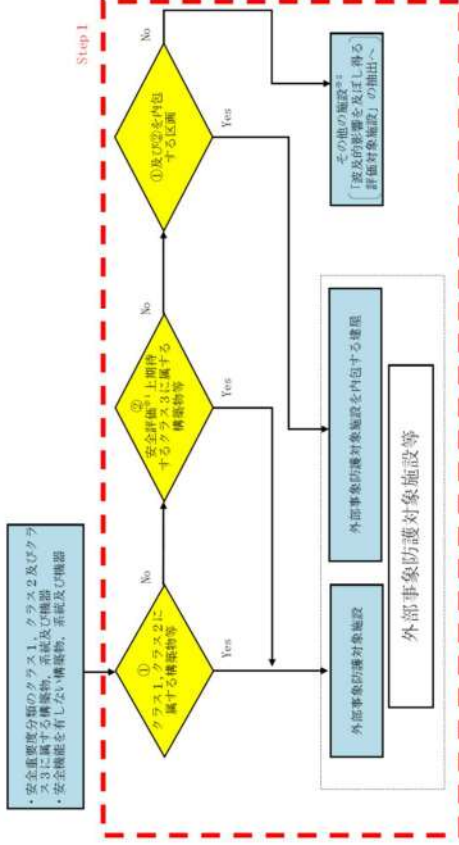 Step 1
・安全重要度分類のクラス1、クラス2及びクラ
ス3に属する構築物、系統及び機器
・安全機能を有しない構築物、系統及び機器
①
クラス1,クラス2に
属する構築物等
No
Yes
②
安全評価※1上期待
するクラス3に属する
構築物等
No
Yes
①及び②を内包
する区画
No
Yes
外部事象防護対象施設
外部事象防護対象施設を内包する建屋
外部事象防護対象施設等
その他の施設※2
「波及的影響を及ぼし得る
評価対象施設」の抽出へ